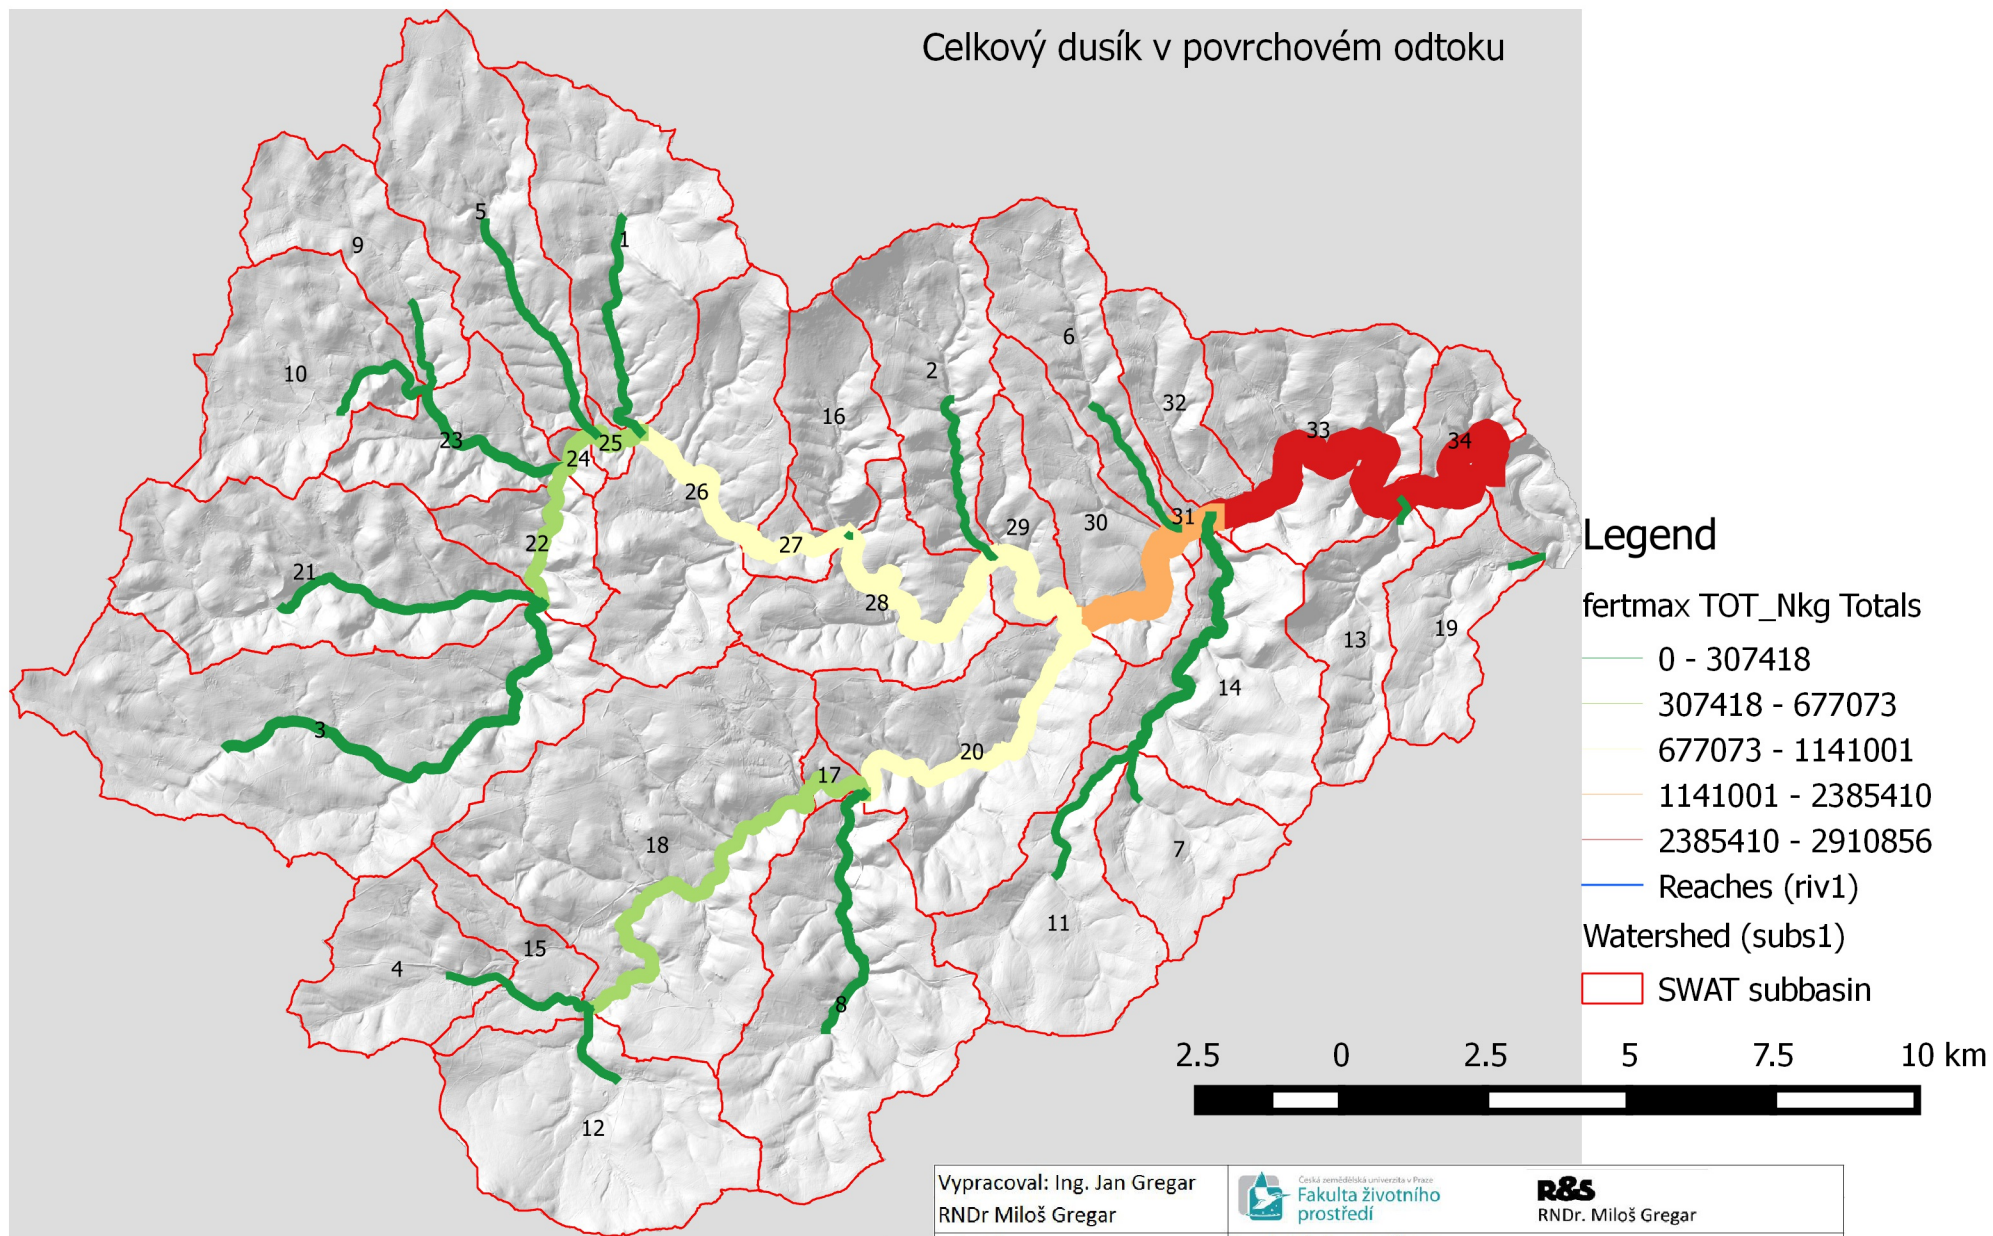 Celkový dusík v povrchovém odtoku
5
1
9
6
2
10
32
16
33
34
23
25
24
26
29
30
31
22
27
21
28
19
13
14
3
20
17
18
7
11
15
4
8
12
Legend
fertmax TOT_Nkg Totals
0 - 307418
307418 - 677073
677073 - 1141001
1141001 - 2385410
2385410 - 2910856
Reaches (riv1)
Watershed (subs1)
SWAT subbasin
2.5 0 2.5 5 7.5 10 km
Vypracoval: Ing. Jan Gregar
RNDr Miloš Gregar
Česká zemědělská univerzita v Praze
Fakulta životního
prostředí
R&S
RNDr. Miloš Gregar